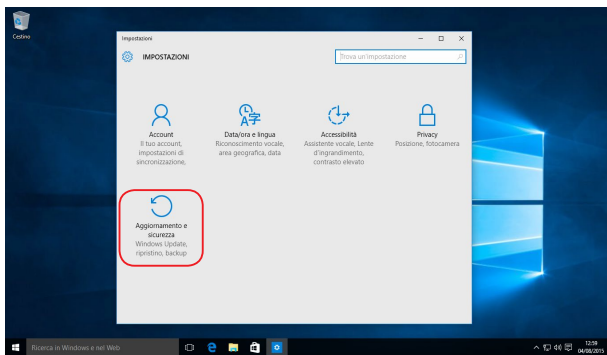 Cestino
Impostazioni
IMPOSTAZIONI
Trova un'impostazione
Account
Il tuo account,
impostazioni di
sincronizzazione,
Data/ora e lingua
Riconoscimento vocale,
area geografica, data
Accessibilità
Assistente vocale, Lente
d'ingrandimento,
contrasto elevato
Privacy
Posizione, fotocamera
Aggiornamento e
sicurezza
Windows Update,
ripristino, backup
Ricerca in Windows e nel Web
12:59
04/08/2015